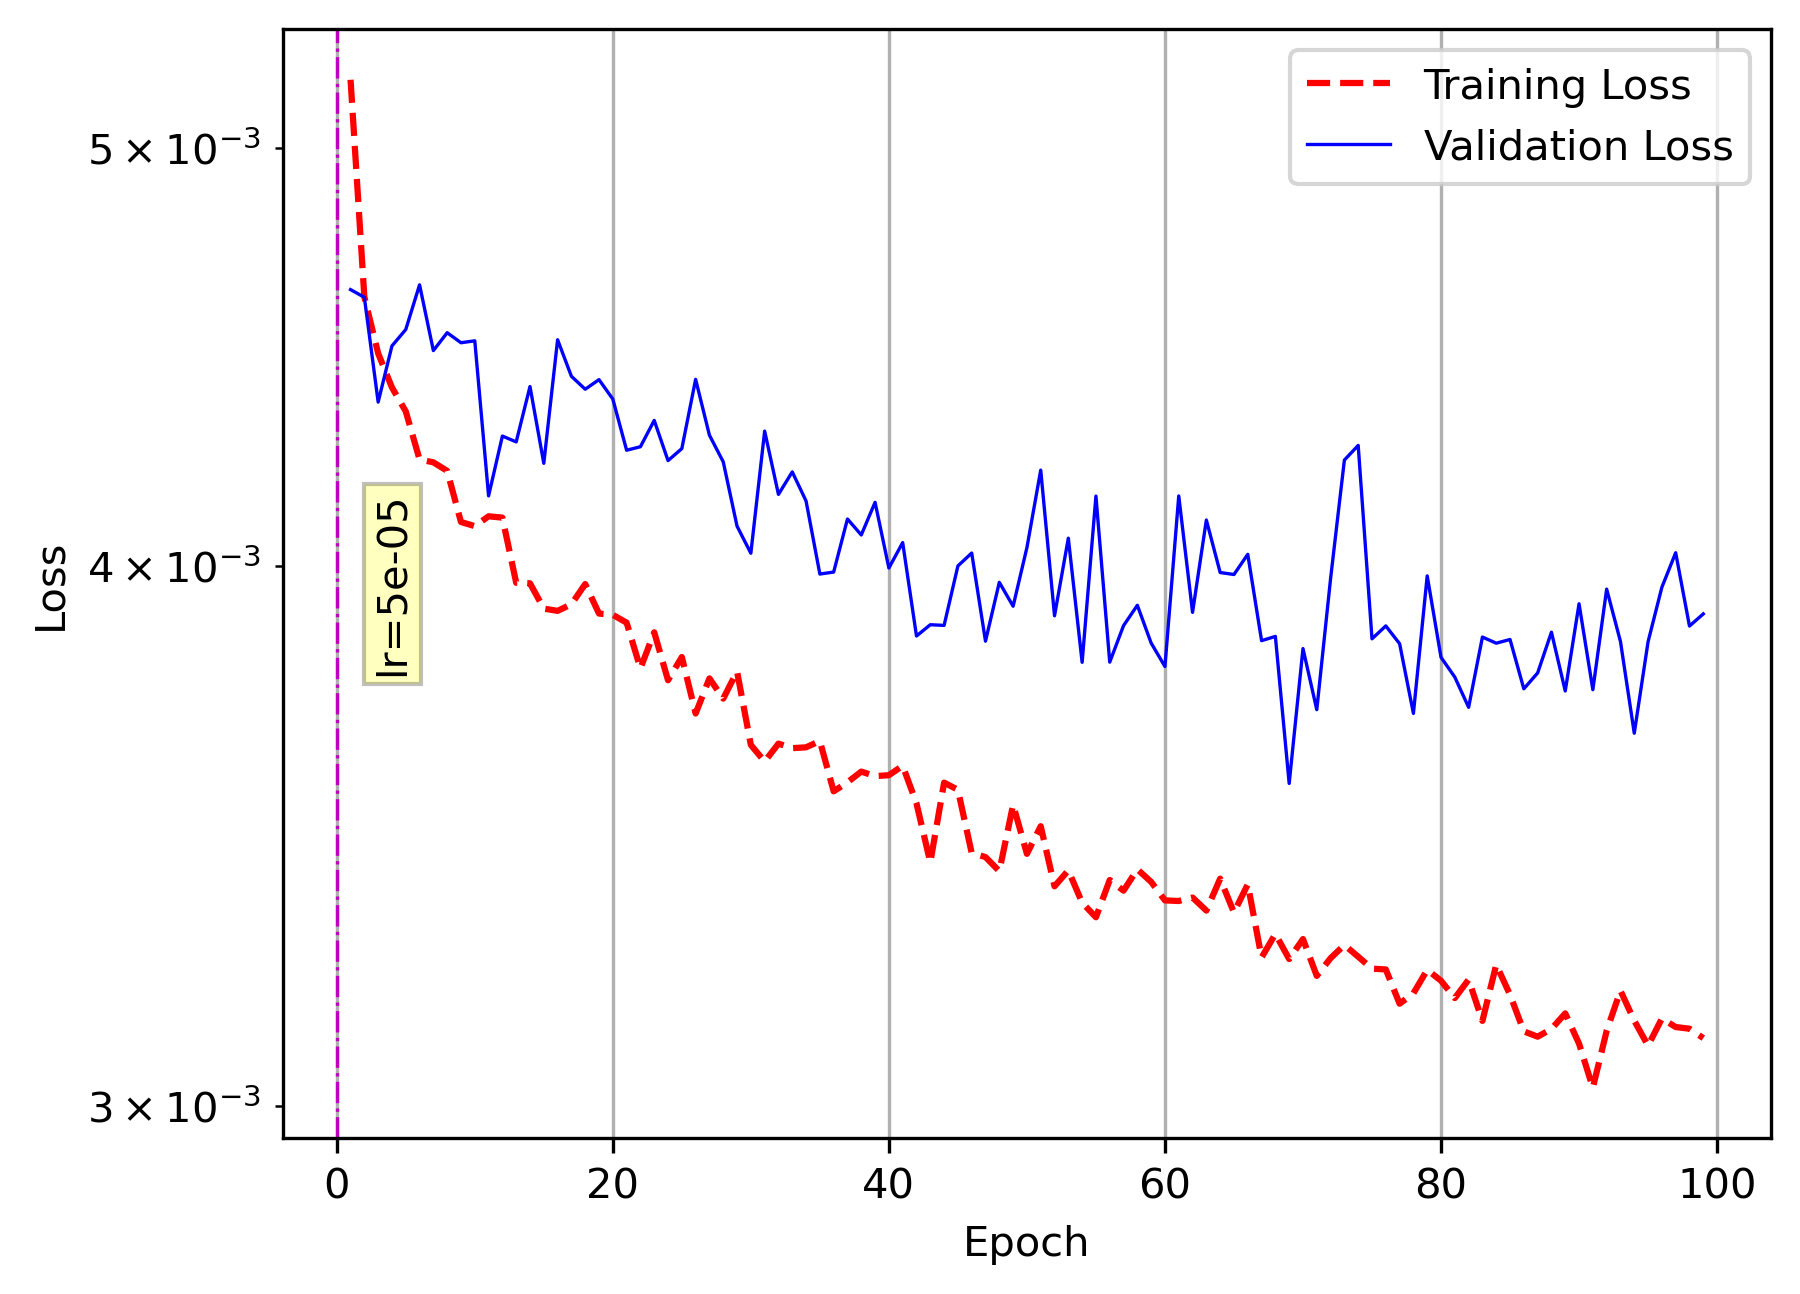 Training Loss
Validation Loss
5 × 10⁻³
4 × 10⁻³
3 × 10⁻³
Loss
lr=5e-05
0 20 40 60 80 100
Epoch